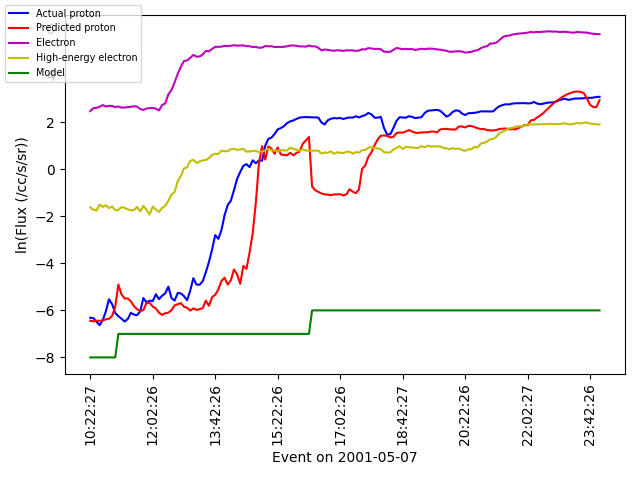 Actual proton
Predicted proton
Electron
High-energy electron
Model
2
0
−2
−4
−6
−8
ln(Flux (/cc/s/sr))
10:22:27
12:02:26
13:42:26
15:22:26
17:02:26
18:42:27
20:22:26
22:02:27
23:42:26
Event on 2001-05-07